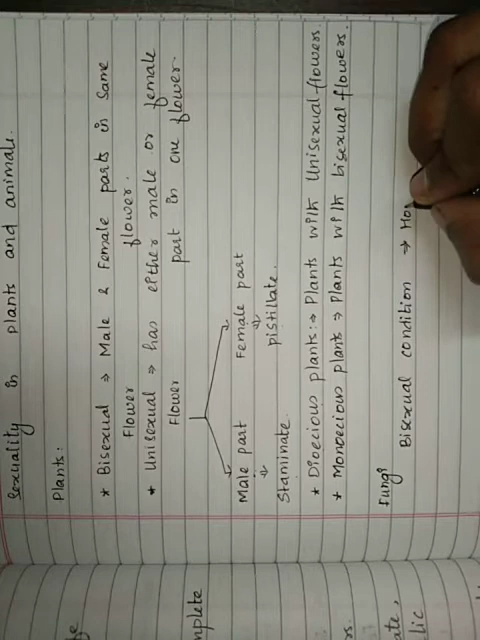 Sexuality in plants and animals.
Plants:
* Bisexual ⇒ Male & Female parts in same
Flower flower.
* Unisexual ⇒ has either male or female
Flower part in one flower
Male part Female part
Staminate. pistillate.
* Dioecious plants:⇒ Plants with Unisexual flowers.
* Monoecious plants ⇒ Plants with bisexual flowers.
Fungi
Bisexual condition → Ho
mplete